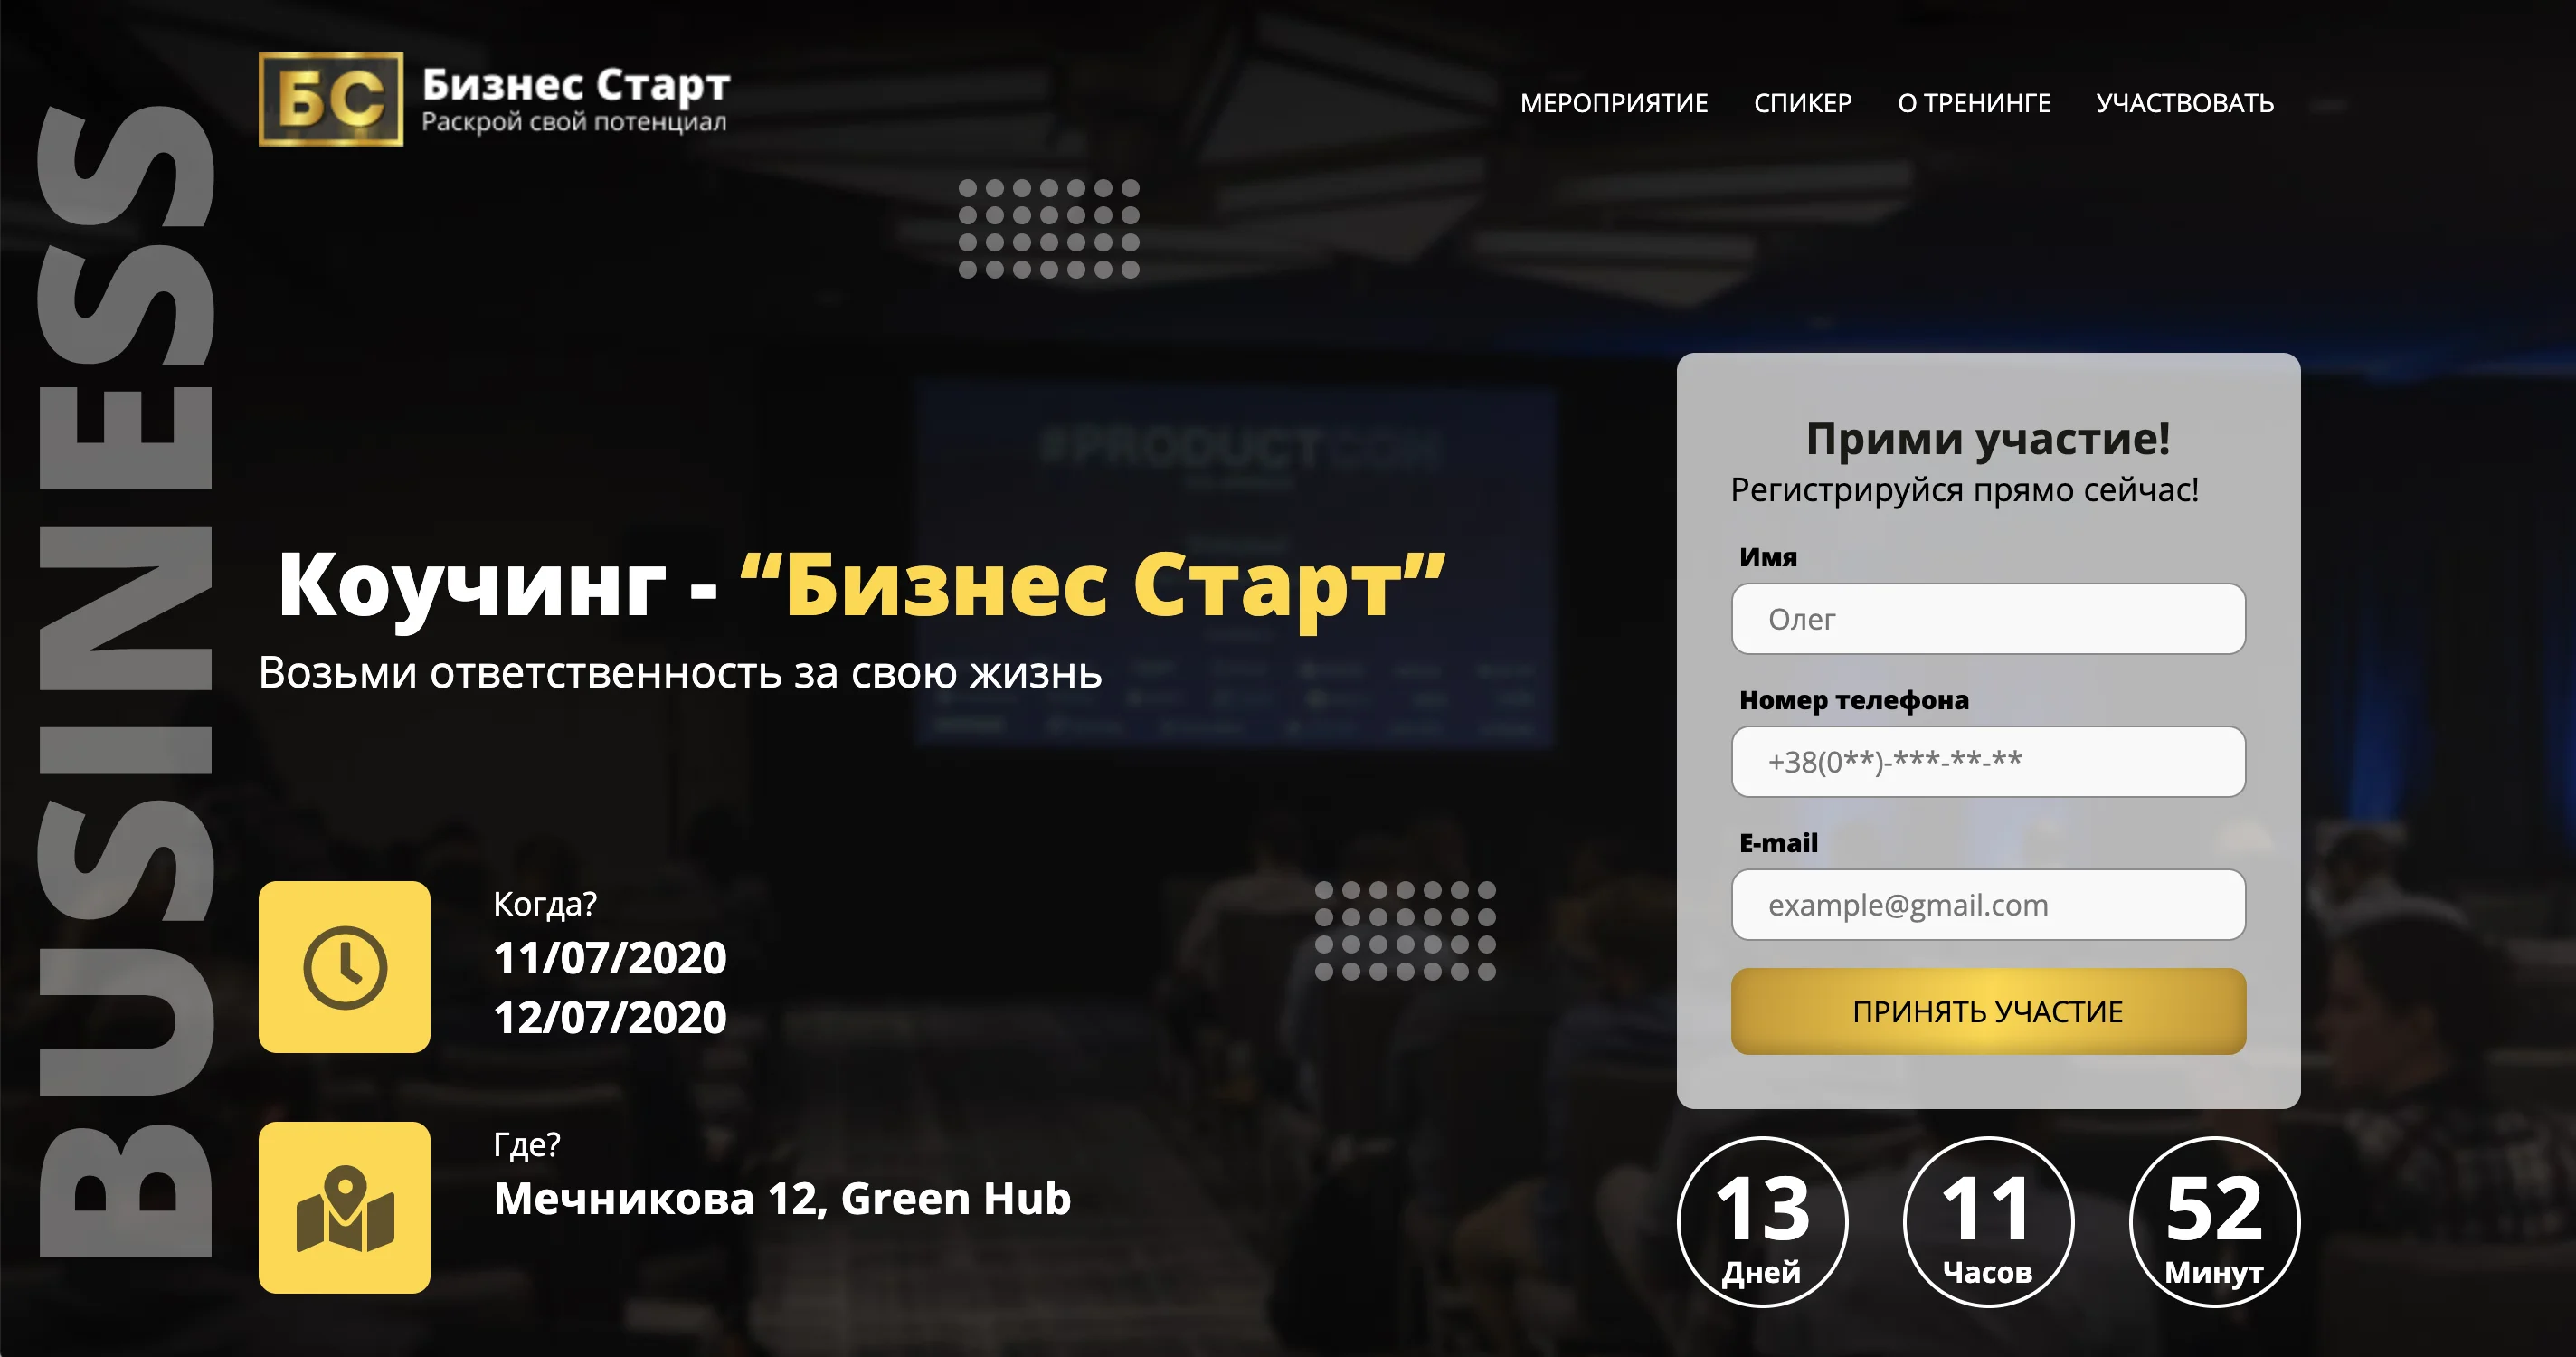 БС
Бизнес Старт
Раскрой свой потенциал
МЕРОПРИЯТИЕ
СПИКЕР
О ТРЕНИНГЕ
УЧАСТВОВАТЬ
BUSINESS
#PRODUCTCON
Коучинг - “Бизнес Старт”
Возьми ответственность за свою жизнь
Когда?
11/07/2020
12/07/2020
Где?
Мечникова 12, Green Hub
Прими участие!
Регистрируйся прямо сейчас!
Имя
Олег
Номер телефона
+38(0**)-***-**-**
E-mail
example@gmail.com
ПРИНЯТЬ УЧАСТИЕ
13
Дней
11
Часов
52
Минут